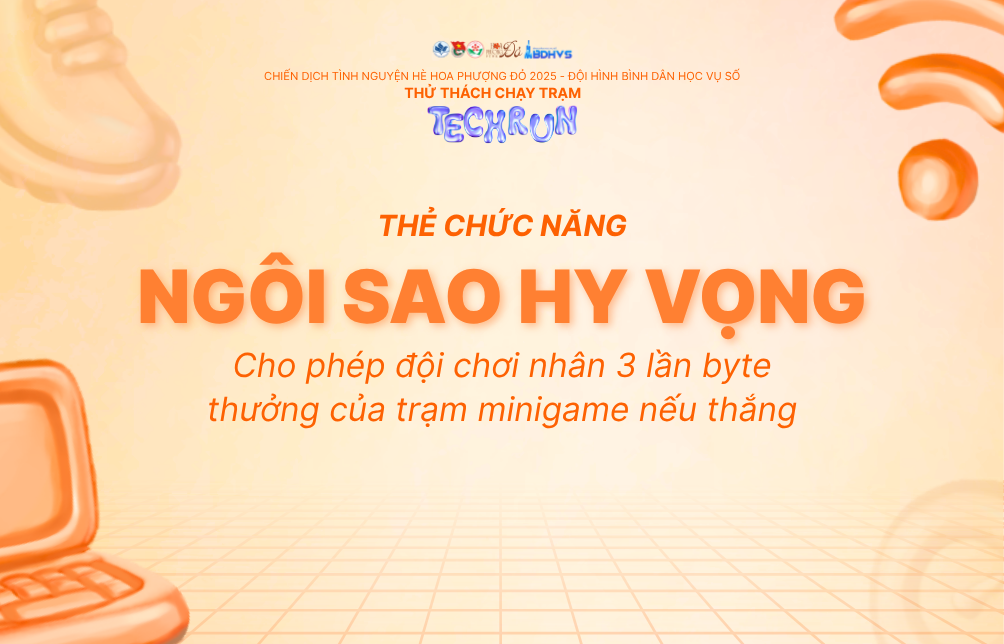 BDHVS
CHIẾN DỊCH TÌNH NGUYỆN HÈ HOA PHƯỢNG ĐỎ 2025 - ĐỘI HÌNH BÌNH DÂN HỌC VỤ SỐ
THỬ THÁCH CHẠY TRẠM
TECHRUN
THẺ CHỨC NĂNG
NGÔI SAO HY VỌNG
Cho phép đội chơi nhân 3 lần byte
thưởng của trạm minigame nếu thắng